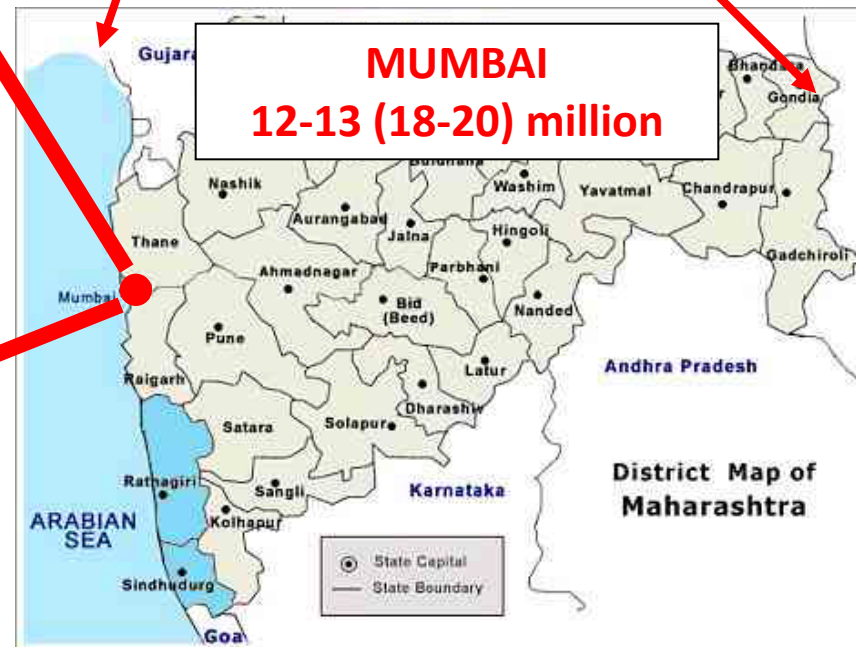 Gujara
MUMBAI
12-13 (18-20) million
Bhandara
Gondia
Nashik
Buldhana
Washim
Yavatmal
Chandrapur
Aurangabad
Jalna
Hingoli
Thane
Gadchiroli
Ahmadnagar
Parbhani
Mumbai
Bid
(Beed)
Nanded
Pune
Latur
Andhra Pradesh
Raigarh
Dharashiv
Satara
Solapur
District Map of
Maharashtra
Rathagiri
Sangli
Karnataka
Kolhapur
ARABIAN
SEA
State Capital
State Boundary
Sindhudurg
Goa